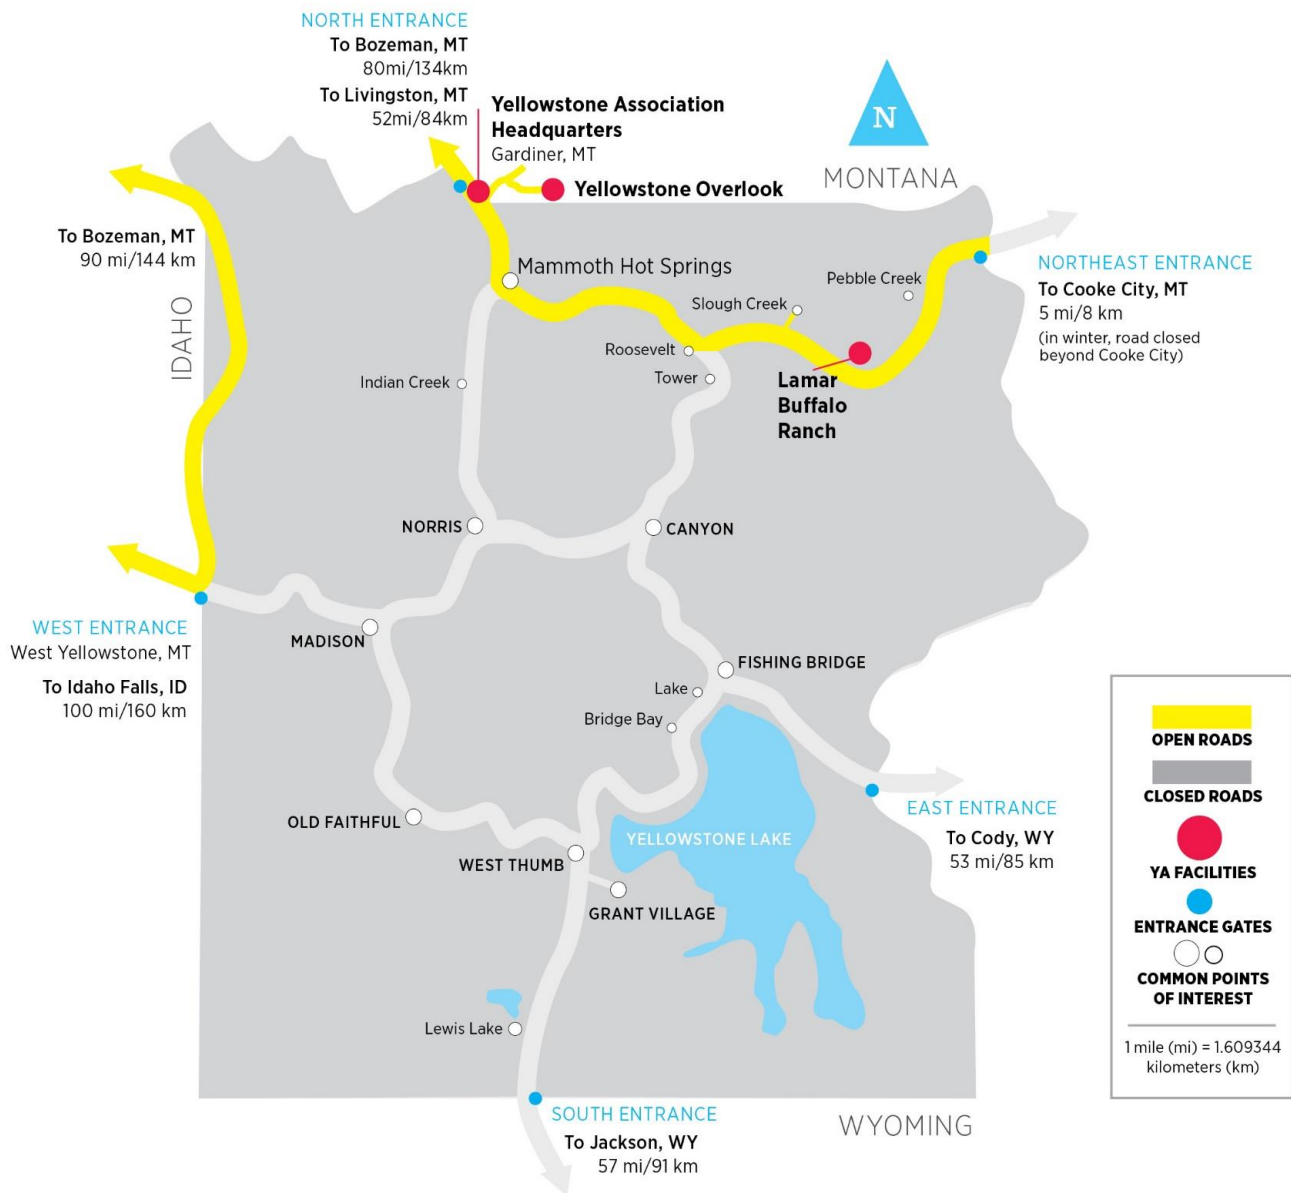 NORTH ENTRANCE
To Bozeman, MT
80mi/134km
To Livingston, MT
52mi/84km
Yellowstone Association
Headquarters
Gardiner, MT
Yellowstone Overlook
N
MONTANA
To Bozeman, MT
90 mi/144 km
IDAHO
Mammoth Hot Springs
NORTHEAST ENTRANCE
To Cooke City, MT
5 mi/8 km
(in winter, road closed
beyond Cooke City)
Pebble Creek
Slough Creek
Roosevelt
Tower
Indian Creek
Lamar
Buffalo
Ranch
NORRIS
CANYON
WEST ENTRANCE
West Yellowstone, MT
To Idaho Falls, ID
100 mi/160 km
MADISON
FISHING BRIDGE
Lake
Bridge Bay
OLD FAITHFUL
WEST THUMB
YELLOWSTONE LAKE
GRANT VILLAGE
EAST ENTRANCE
To Cody, WY
53 mi/85 km
Lewis Lake
SOUTH ENTRANCE
To Jackson, WY
57 mi/91 km
WYOMING
OPEN ROADS
CLOSED ROADS
YA FACILITIES
ENTRANCE GATES
COMMON POINTS
OF INTEREST
1 mile (mi) = 1.609344
kilometers (km)